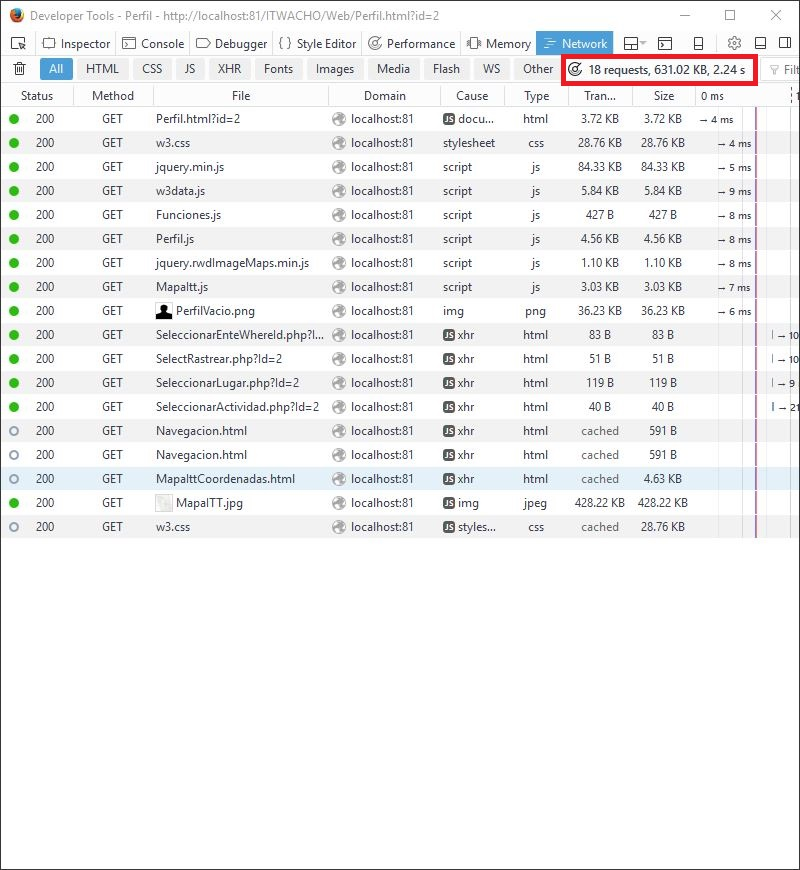 Developer Tools - Perfil - http://localhost:81/ITWACHO/Web/Perfil.html?id=2
Inspector Console Debugger { } Style Editor Performance Memory Network
All HTML CSS JS XHR Fonts Images Media Flash WS Other 18 requests, 631.02 KB, 2.24 s Filt
Status Method File Domain Cause Type Tran... Size 0 ms 1
200 GET Perfil.html?id=2 localhost:81 JS docu... html 3.72 KB 3.72 KB → 4 ms
200 GET w3.css localhost:81 stylesheet css 28.76 KB 28.76 KB → 4 ms
200 GET jquery.min.js localhost:81 script js 84.33 KB 84.33 KB → 5 ms
200 GET w3data.js localhost:81 script js 5.84 KB 5.84 KB → 9 ms
200 GET Funciones.js localhost:81 script js 427 B 427 B → 8 ms
200 GET Perfil.js localhost:81 script js 4.56 KB 4.56 KB → 8 ms
200 GET jquery.rwdImageMaps.min.js localhost:81 script js 1.10 KB 1.10 KB → 8 ms
200 GET MapaItt.js localhost:81 script js 3.03 KB 3.03 KB → 7 ms
200 GET PerfilVacio.png localhost:81 img png 36.23 KB 36.23 KB → 6 ms
200 GET SeleccionarEnteWhereId.php?I... localhost:81 JS xhr html 83 B 83 B → 10
200 GET SelectRastrear.php?Id=2 localhost:81 JS xhr html 51 B 51 B → 10
200 GET SeleccionarLugar.php?Id=2 localhost:81 JS xhr html 119 B 119 B → 9
200 GET SeleccionarActividad.php?Id=2 localhost:81 JS xhr html 40 B 40 B → 21
200 GET Navegacion.html localhost:81 JS xhr html cached 591 B
200 GET Navegacion.html localhost:81 JS xhr html cached 591 B
200 GET MapaIttCoordenadas.html localhost:81 JS xhr html cached 4.63 KB
200 GET MapaITT.jpg localhost:81 JS img jpeg 428.22 KB 428.22 KB
200 GET w3.css localhost:81 JS styles... css cached 28.76 KB